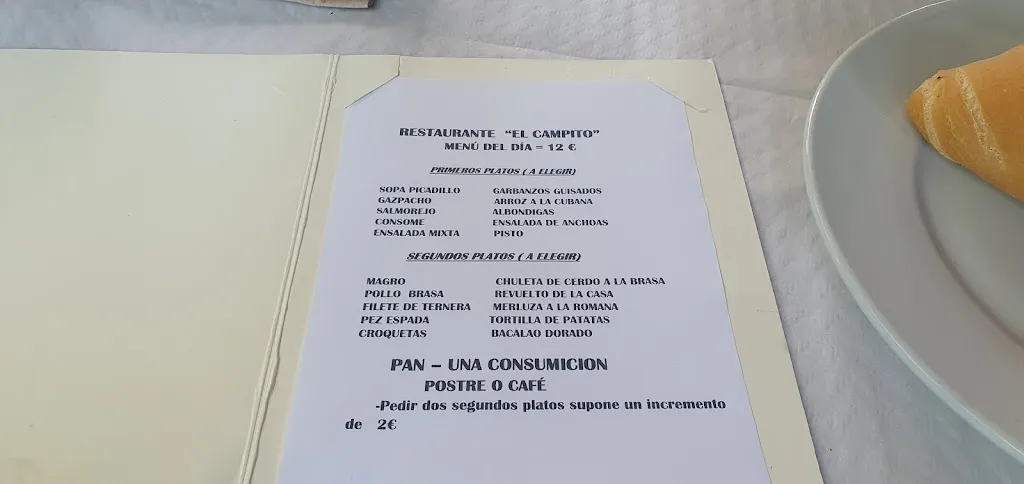 RESTAURANTE “EL CAMPITO”
MENÚ DEL DÍA = 12 €
PRIMEROS PLATOS ( A ELEGIR)
SOPA PICADILLO GARBANZOS GUISADOS
GAZPACHO ARROZ A LA CUBANA
SALMOREJO ALBONDIGAS
CONSOME ENSALADA DE ANCHOAS
ENSALADA MIXTA PISTO
SEGUNDOS PLATOS ( A ELEGIR)
MAGRO CHULETA DE CERDO A LA BRASA
POLLO BRASA REVUELTO DE LA CASA
FILETE DE TERNERA MERLUZA A LA ROMANA
PEZ ESPADA TORTILLA DE PATATAS
CROQUETAS BACALAO DORADO
PAN – UNA CONSUMICION
POSTRE O CAFÉ
-Pedir dos segundos platos supone un incremento
de 2€